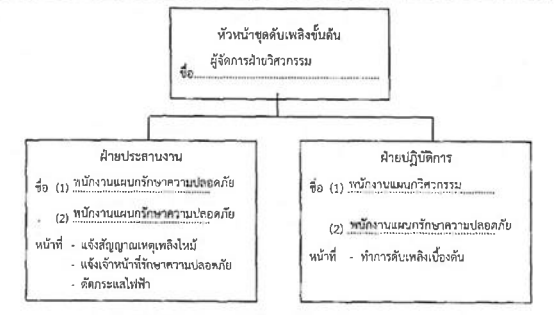 หัวหน้าชุดดับเพลิงขั้นต้น
ผู้จัดการฝ่ายวิศวกรรม
ชื่อ
ฝ่ายประสานงาน
ชื่อ (1) พนักงานแผนกรักษาความปลอดภัย
(2) พนักงานแผนกรักษาความปลอดภัย
หน้าที่ - แจ้งสัญญาณเหตุเพลิงไหม้
- แจ้งเจ้าหน้าที่รักษาความปลอดภัย
- ตัดกระแสไฟฟ้า
ฝ่ายปฏิบัติการ
ชื่อ (1) พนักงานแผนกวิศวกรรม
(2) พนักงานแผนกรักษาความปลอดภัย
หน้าที่ - ทำการดับเพลิงเบื้องต้น